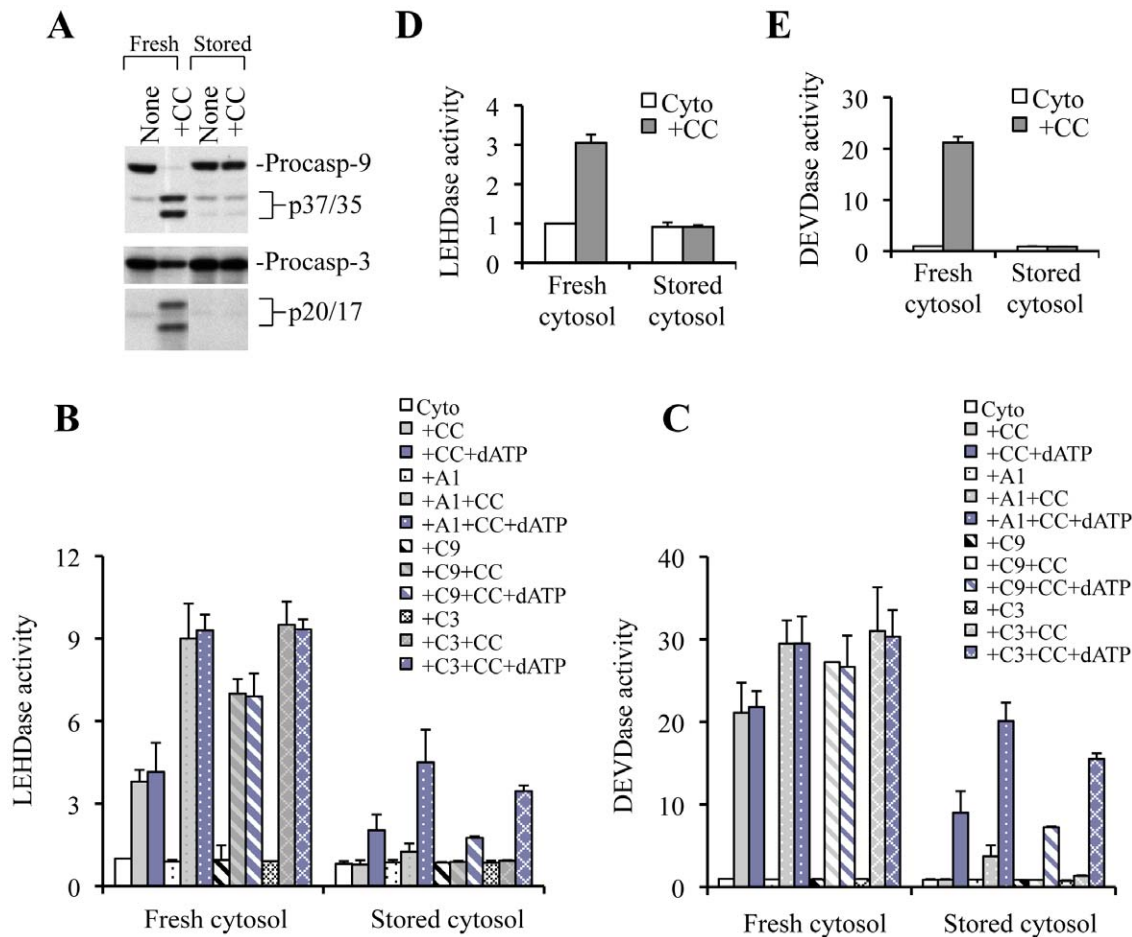 A
Fresh Stored
None
+CC
None
+CC
-Procasp-9
p37/35
-Procasp-3
p20/17
D
LEHDase activity
4
3
2
1
0
Cyto
+CC
Fresh cytosol
Stored cytosol
E
DEVDase activity
30
20
10
0
Cyto
+CC
Fresh cytosol
Stored cytosol
B
LEHDase activity
12
9
6
3
0
Cyto
+CC
+CC+dATP
+A1
+A1+CC
+A1+CC+dATP
+C9
+C9+CC
+C9+CC+dATP
+C3
+C3+CC
+C3+CC+dATP
Fresh cytosol
Stored cytosol
C
DEVDase activity
40
30
20
10
0
Cyto
+CC
+CC+dATP
+A1
+A1+CC
+A1+CC+dATP
+C9
+C9+CC
+C9+CC+dATP
+C3
+C3+CC
+C3+CC+dATP
Fresh cytosol
Stored cytosol